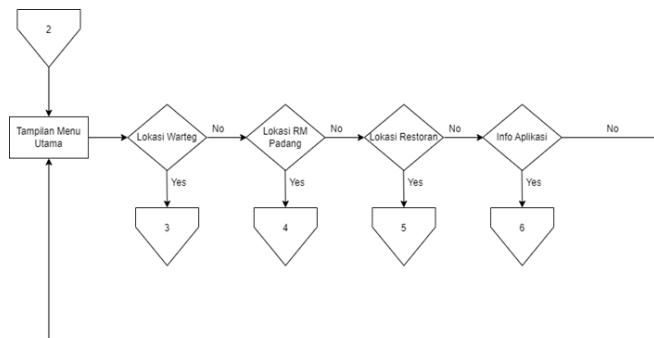 2
Tampilan Menu
Utama
Lokasi Warteg
No
Lokasi RM
Padang
No
Lokasi Restoran
No
Info Aplikasi
No
Yes
Yes
Yes
Yes
3
4
5
6